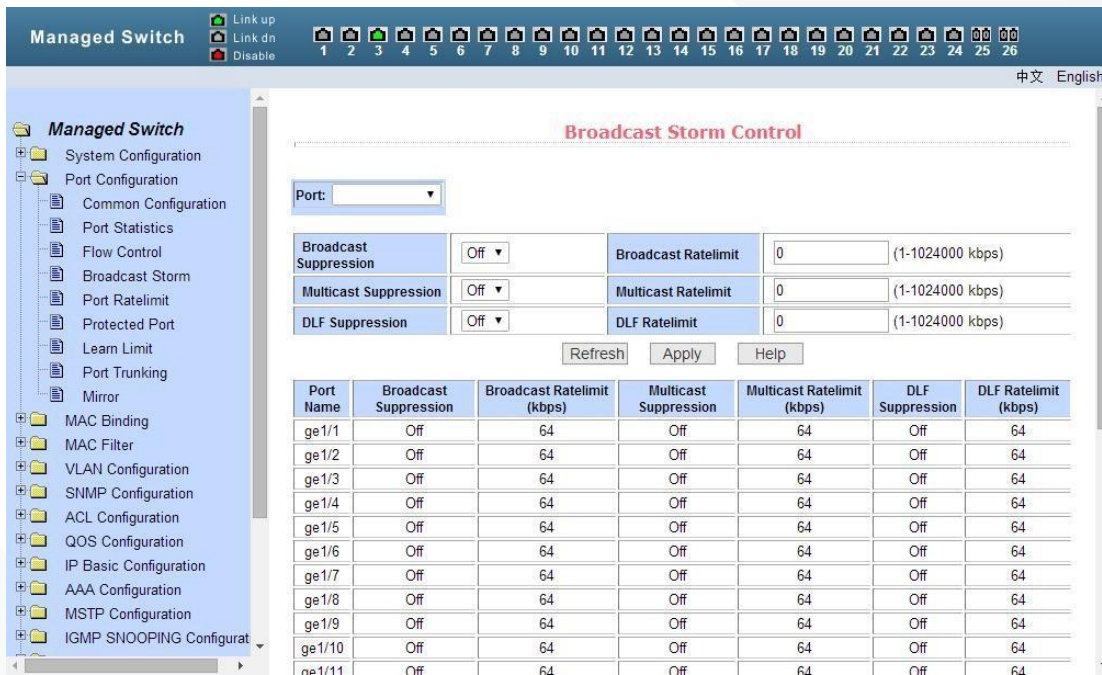 Managed Switch
Link up
Link dn
Disable
1 2 3 4 5 6 7 8 9 10 11 12 13 14 15 16 17 18 19 20 21 22 23 24 25 26
中文 English
Managed Switch
System Configuration
Port Configuration
Common Configuration
Port Statistics
Flow Control
Broadcast Storm
Port Ratelimit
Protected Port
Learn Limit
Port Trunking
Mirror
MAC Binding
MAC Filter
VLAN Configuration
SNMP Configuration
ACL Configuration
QOS Configuration
IP Basic Configuration
AAA Configuration
MSTP Configuration
IGMP SNOOPING Configurat
Broadcast Storm Control
Port:
Broadcast Suppression Off Broadcast Ratelimit 0 (1-1024000 kbps)
Multicast Suppression Off Multicast Ratelimit 0 (1-1024000 kbps)
DLF Suppression Off DLF Ratelimit 0 (1-1024000 kbps)
Refresh Apply Help
Port Name Broadcast Suppression Broadcast Ratelimit (kbps) Multicast Suppression Multicast Ratelimit (kbps) DLF Suppression DLF Ratelimit (kbps)
ge1/1 Off 64 Off 64 Off 64
ge1/2 Off 64 Off 64 Off 64
ge1/3 Off 64 Off 64 Off 64
ge1/4 Off 64 Off 64 Off 64
ge1/5 Off 64 Off 64 Off 64
ge1/6 Off 64 Off 64 Off 64
ge1/7 Off 64 Off 64 Off 64
ge1/8 Off 64 Off 64 Off 64
ge1/9 Off 64 Off 64 Off 64
ge1/10 Off 64 Off 64 Off 64
ge1/11 Off 64 Off 64 Off 64